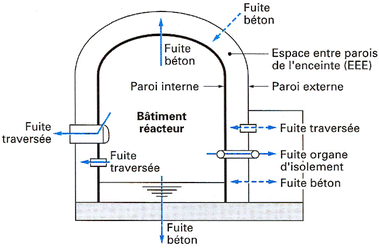 Fuite
béton
Fuite
béton
Espace entre parois
de l'enceinte (EEE)
Paroi interne
Paroi externe
Bâtiment
réacteur
Fuite
traversée
Fuite traversée
Fuite
traversée
Fuite organe
d'isolement
Fuite béton
Fuite
béton